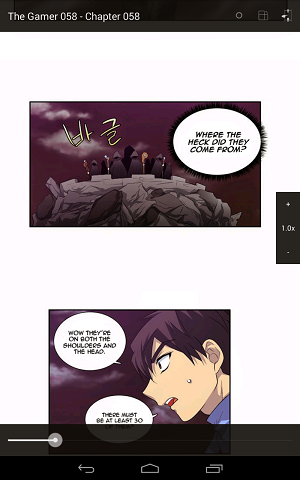 The Gamer 058 - Chapter 058
바글
WHERE THE
HECK DID THEY
COME FROM?
+
1.0x
-
WOW THEY'RE
ON BOTH THE
SHOULDERS AND
THE HEAD.
THERE MUST
BE AT LEAST 30